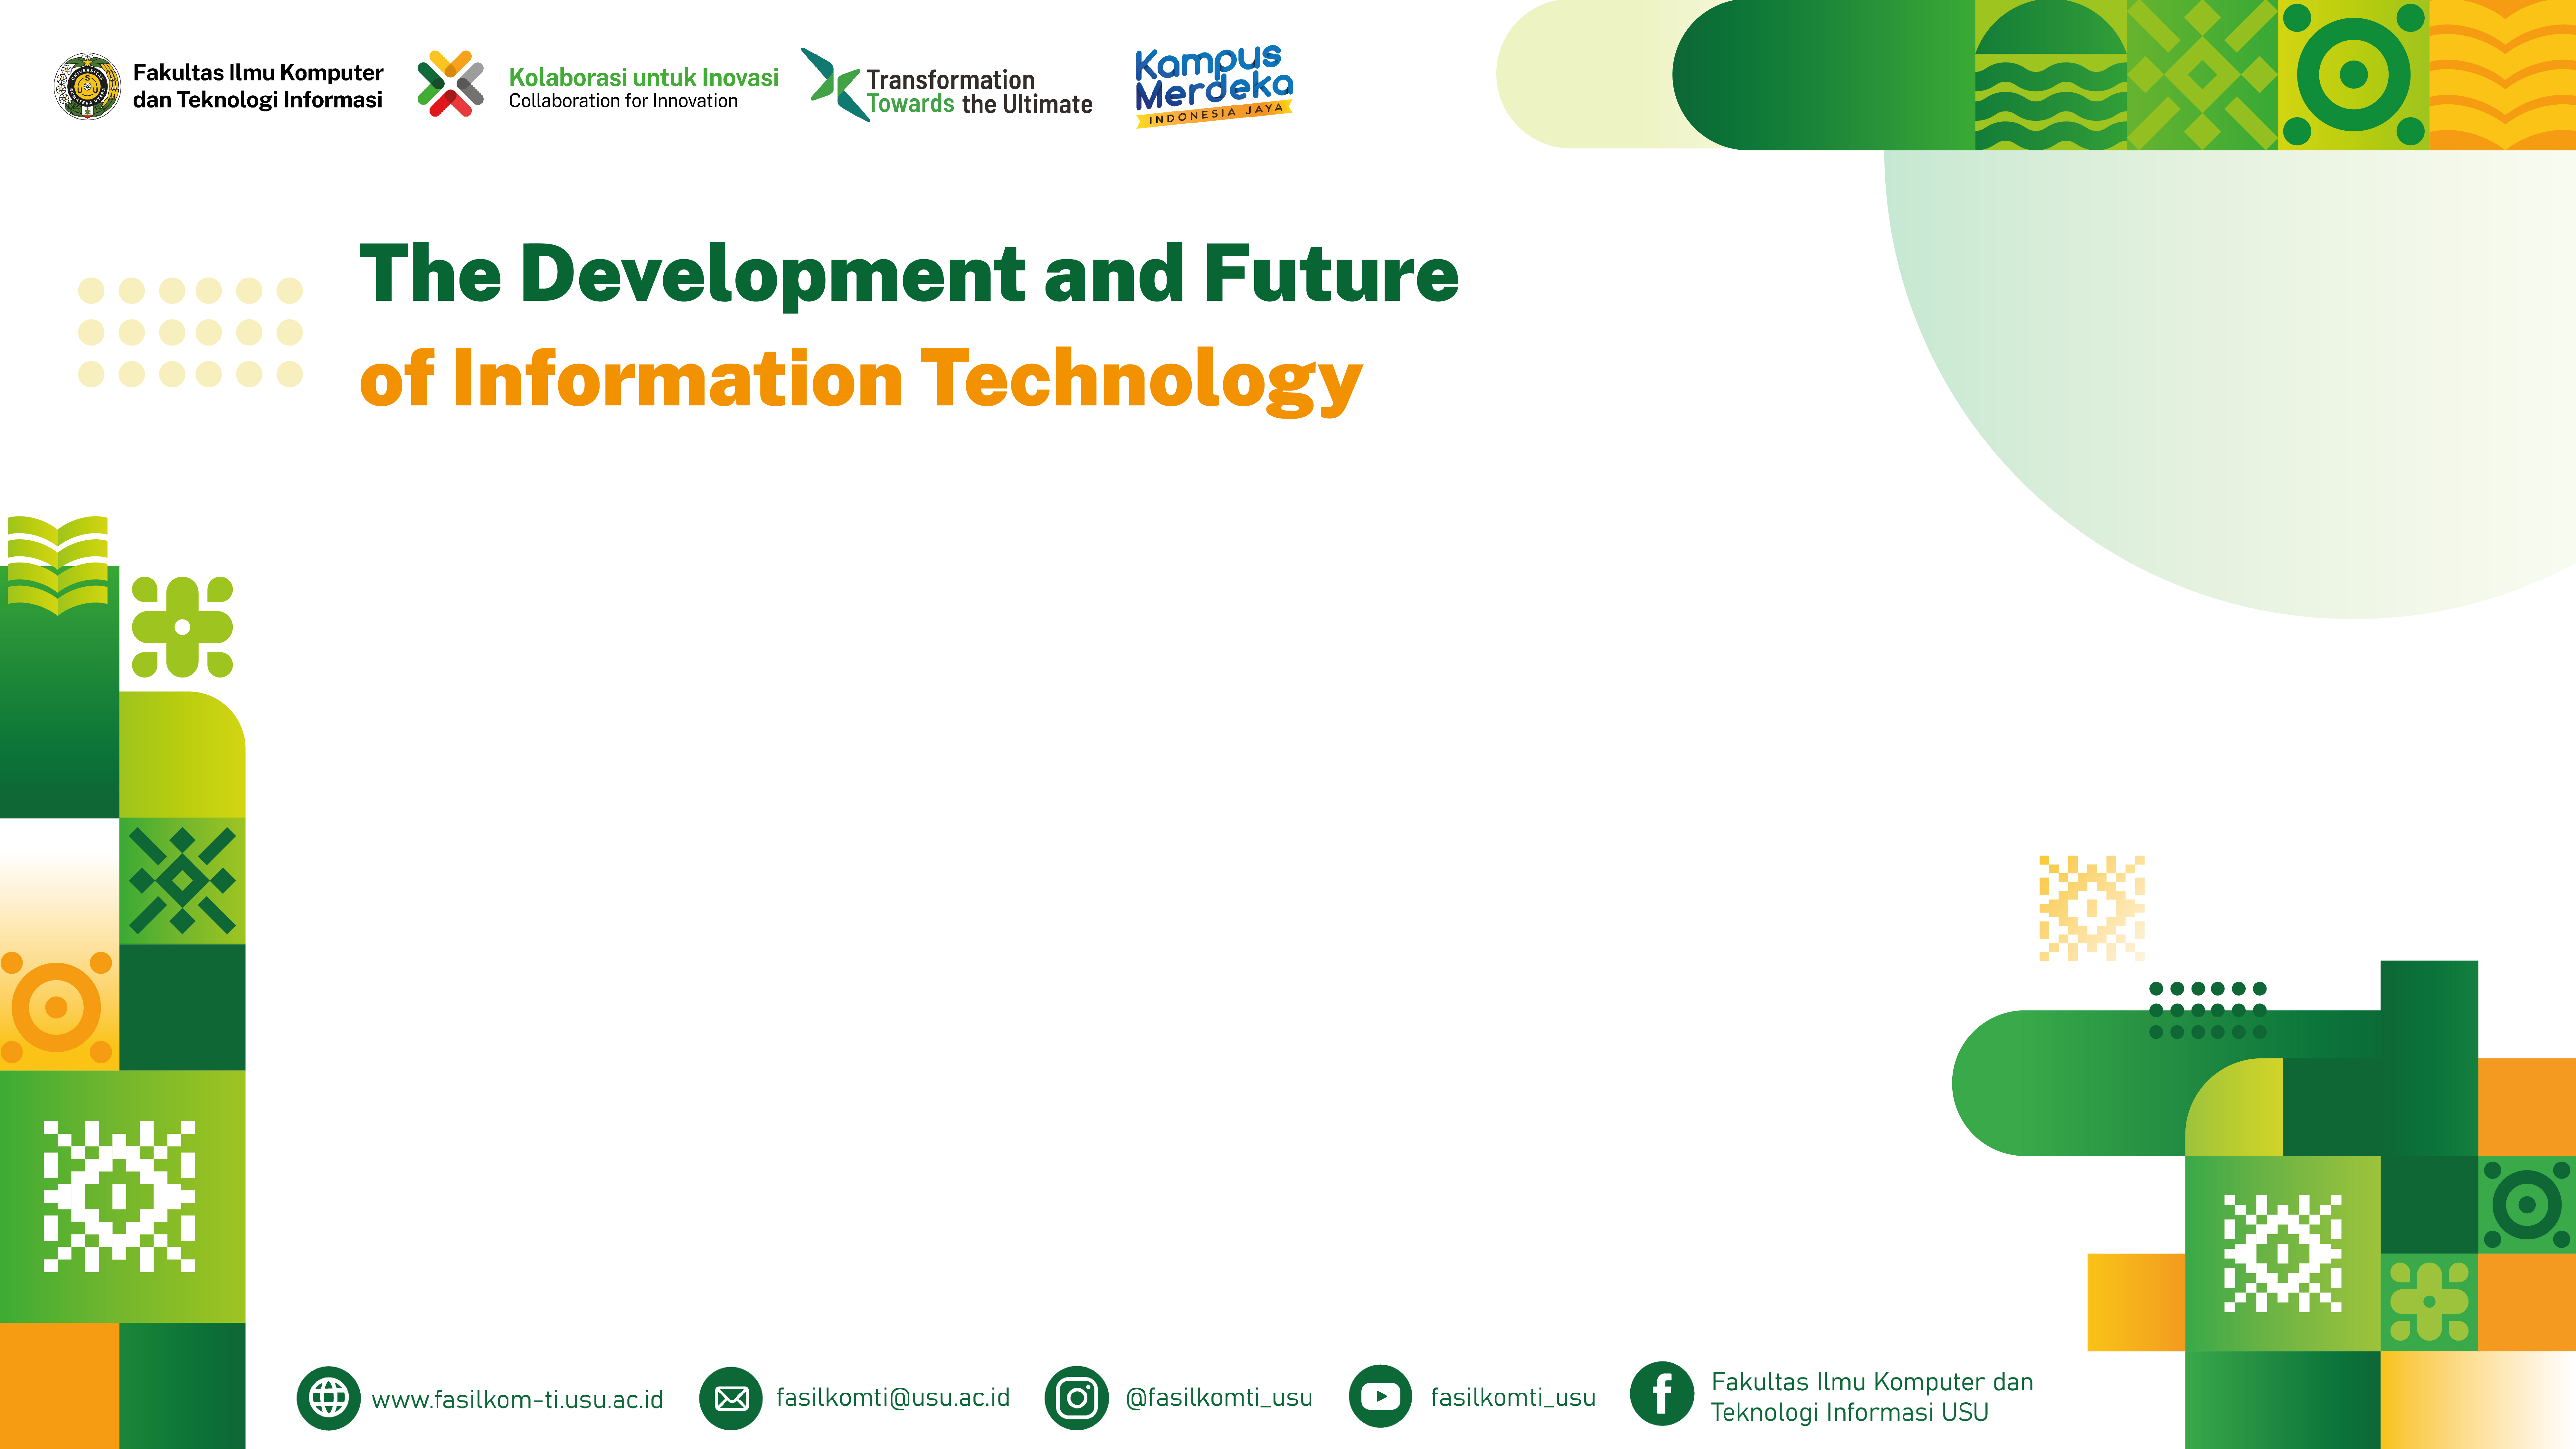 Fakultas Ilmu Komputer
dan Teknologi Informasi
Kolaborasi untuk Inovasi
Collaboration for Innovation
Transformation
Towards the Ultimate
Kampus
Merdeka
INDONESIA JAYA
The Development and Future
of Information Technology
www.fasilkom-ti.usu.ac.id
fasilkomti@usu.ac.id
@fasilkomti_usu
fasilkomti_usu
Fakultas Ilmu Komputer dan
Teknologi Informasi USU